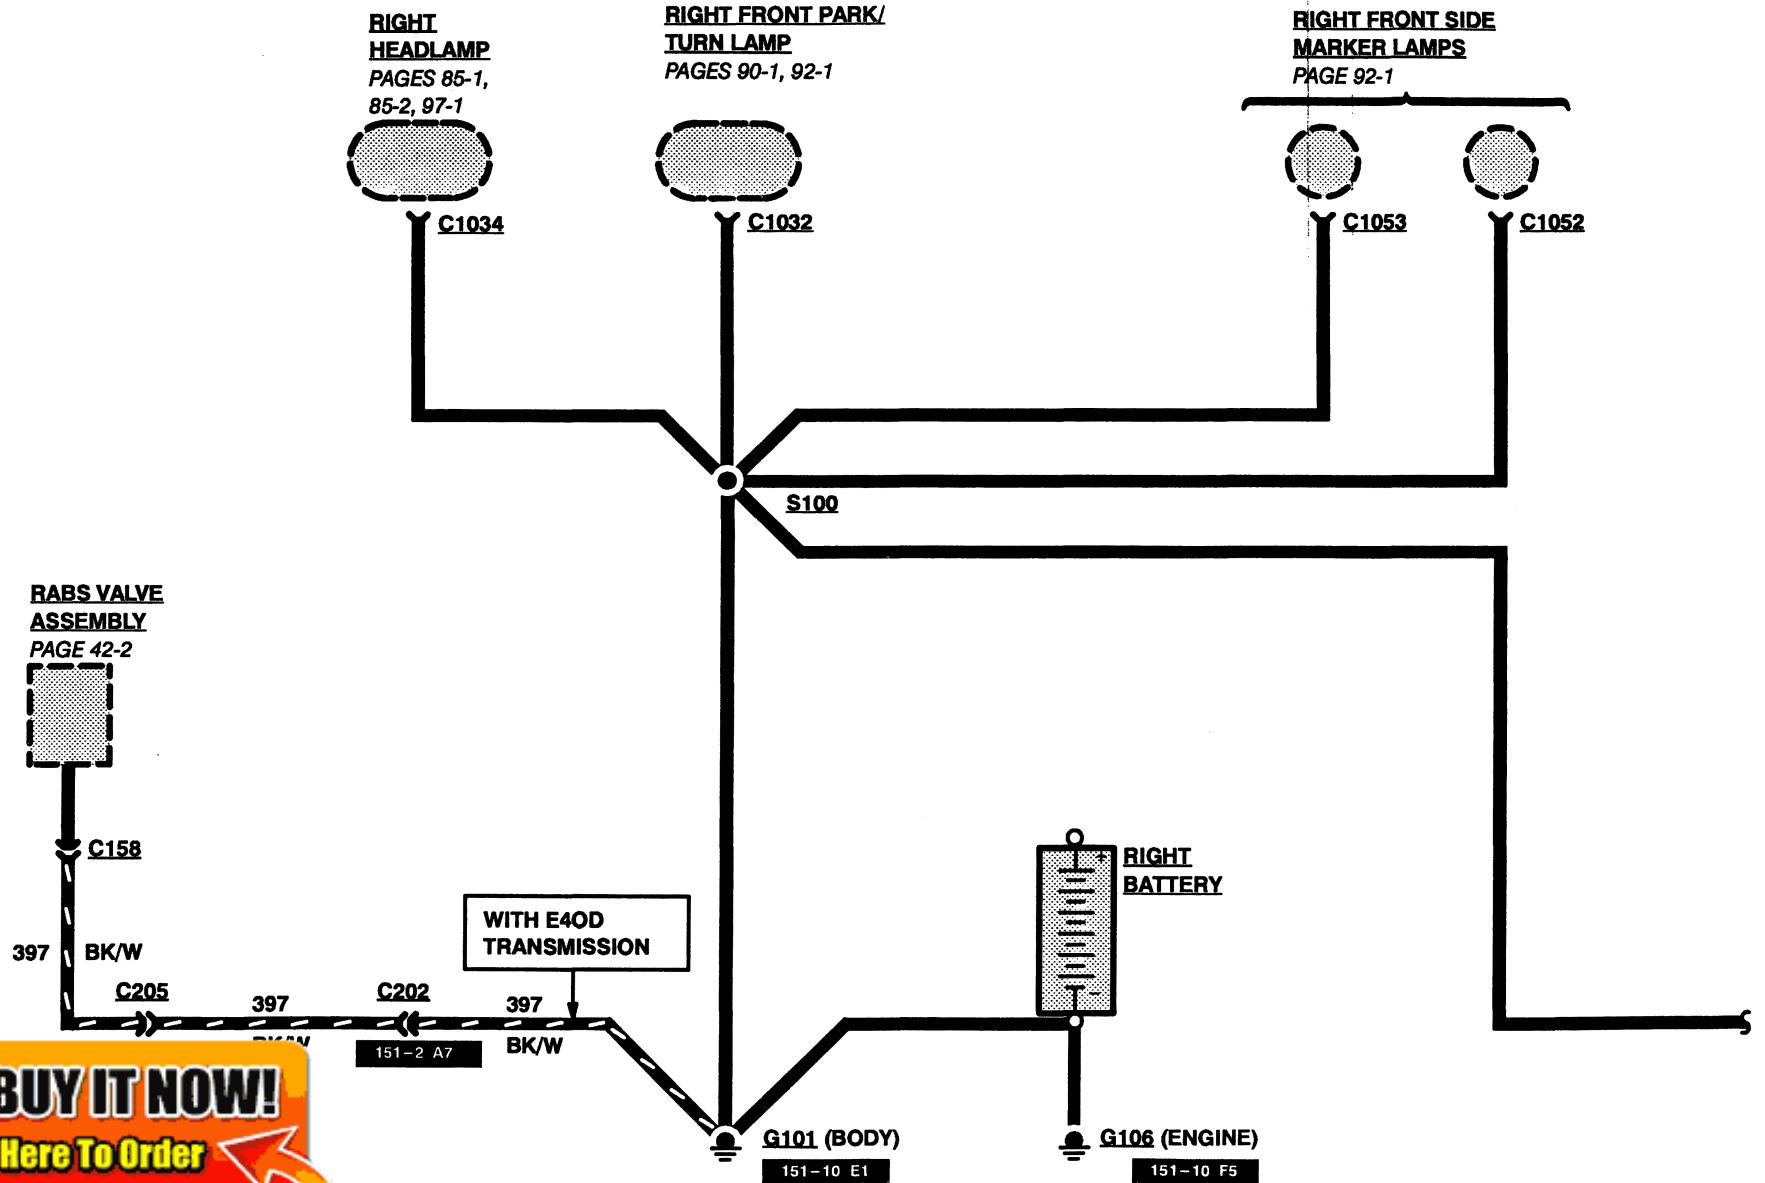 RIGHT
HEADLAMP
PAGES 85-1,
85-2, 97-1
RIGHT FRONT PARK/
TURN LAMP
PAGES 90-1, 92-1
RIGHT FRONT SIDE
MARKER LAMPS
PAGE 92-1
C1034
C1032
C1053
C1052
S100
RABS VALVE
ASSEMBLY
PAGE 42-2
C158
+ RIGHT
BATTERY
-
WITH E4OD
TRANSMISSION
397 BK/W
C205
397
BK/W
C202
151-2 A7
397
BK/W
G101 (BODY)
151-10 E1
G106 (ENGINE)
151-10 F5
BUY IT NOW!
Here To Order